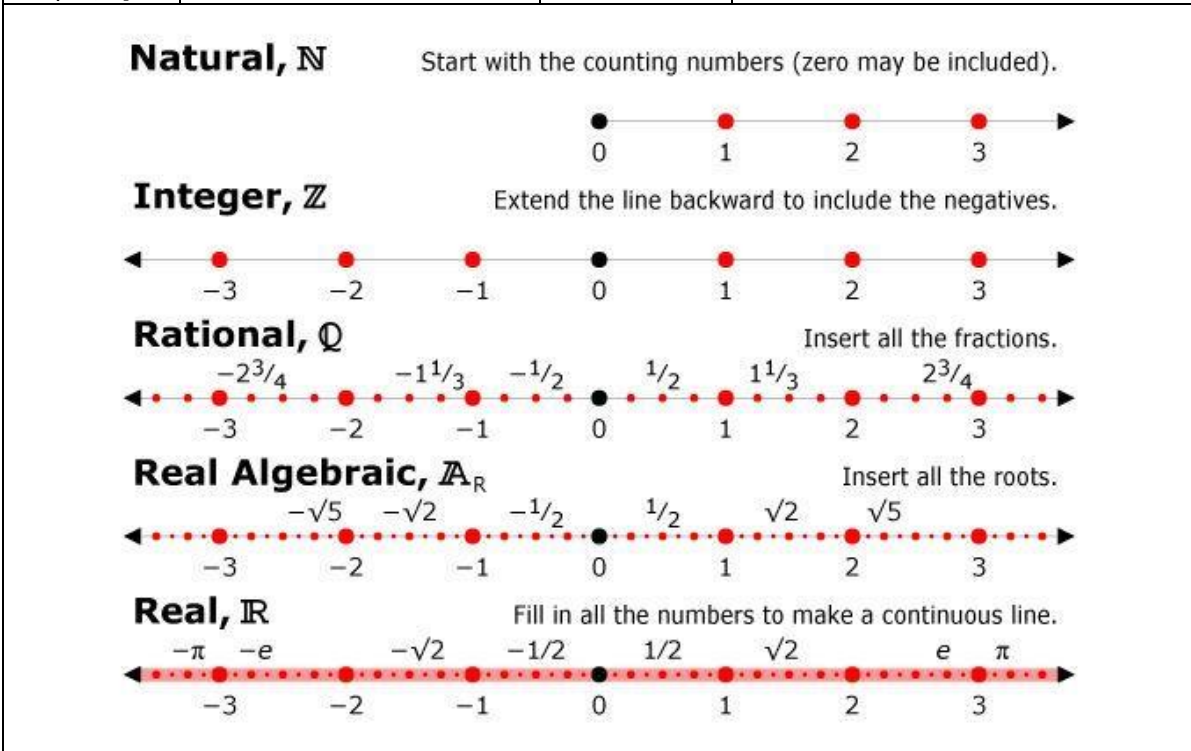 Natural, ℕ Start with the counting numbers (zero may be included).
0 1 2 3
Integer, ℤ Extend the line backward to include the negatives.
−3 −2 −1 0 1 2 3
Rational, ℚ Insert all the fractions.
−2³/₄ −1¹/₃ −¹/₂ ¹/₂ 1¹/₃ 2³/₄
−3 −2 −1 0 1 2 3
Real Algebraic, 𝔸R Insert all the roots.
−√5 −√2 −¹/₂ ¹/₂ √2 √5
−3 −2 −1 0 1 2 3
Real, ℝ Fill in all the numbers to make a continuous line.
−π −e −√2 −1/2 1/2 √2 e π
−3 −2 −1 0 1 2 3